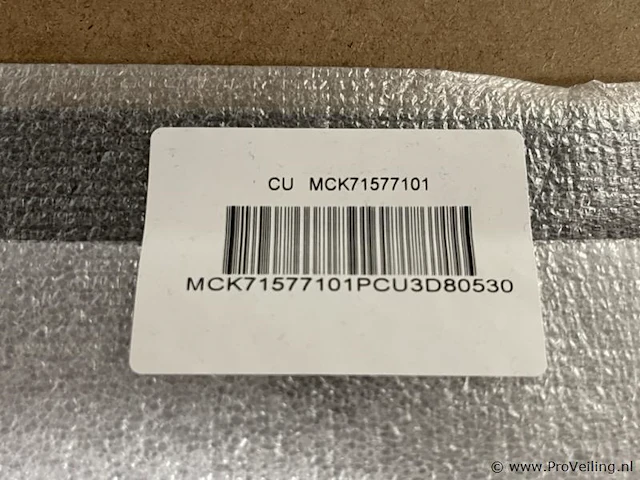 CU MCK71577101
MCK71577101PCU3D80530
© www.ProVeiling.nl